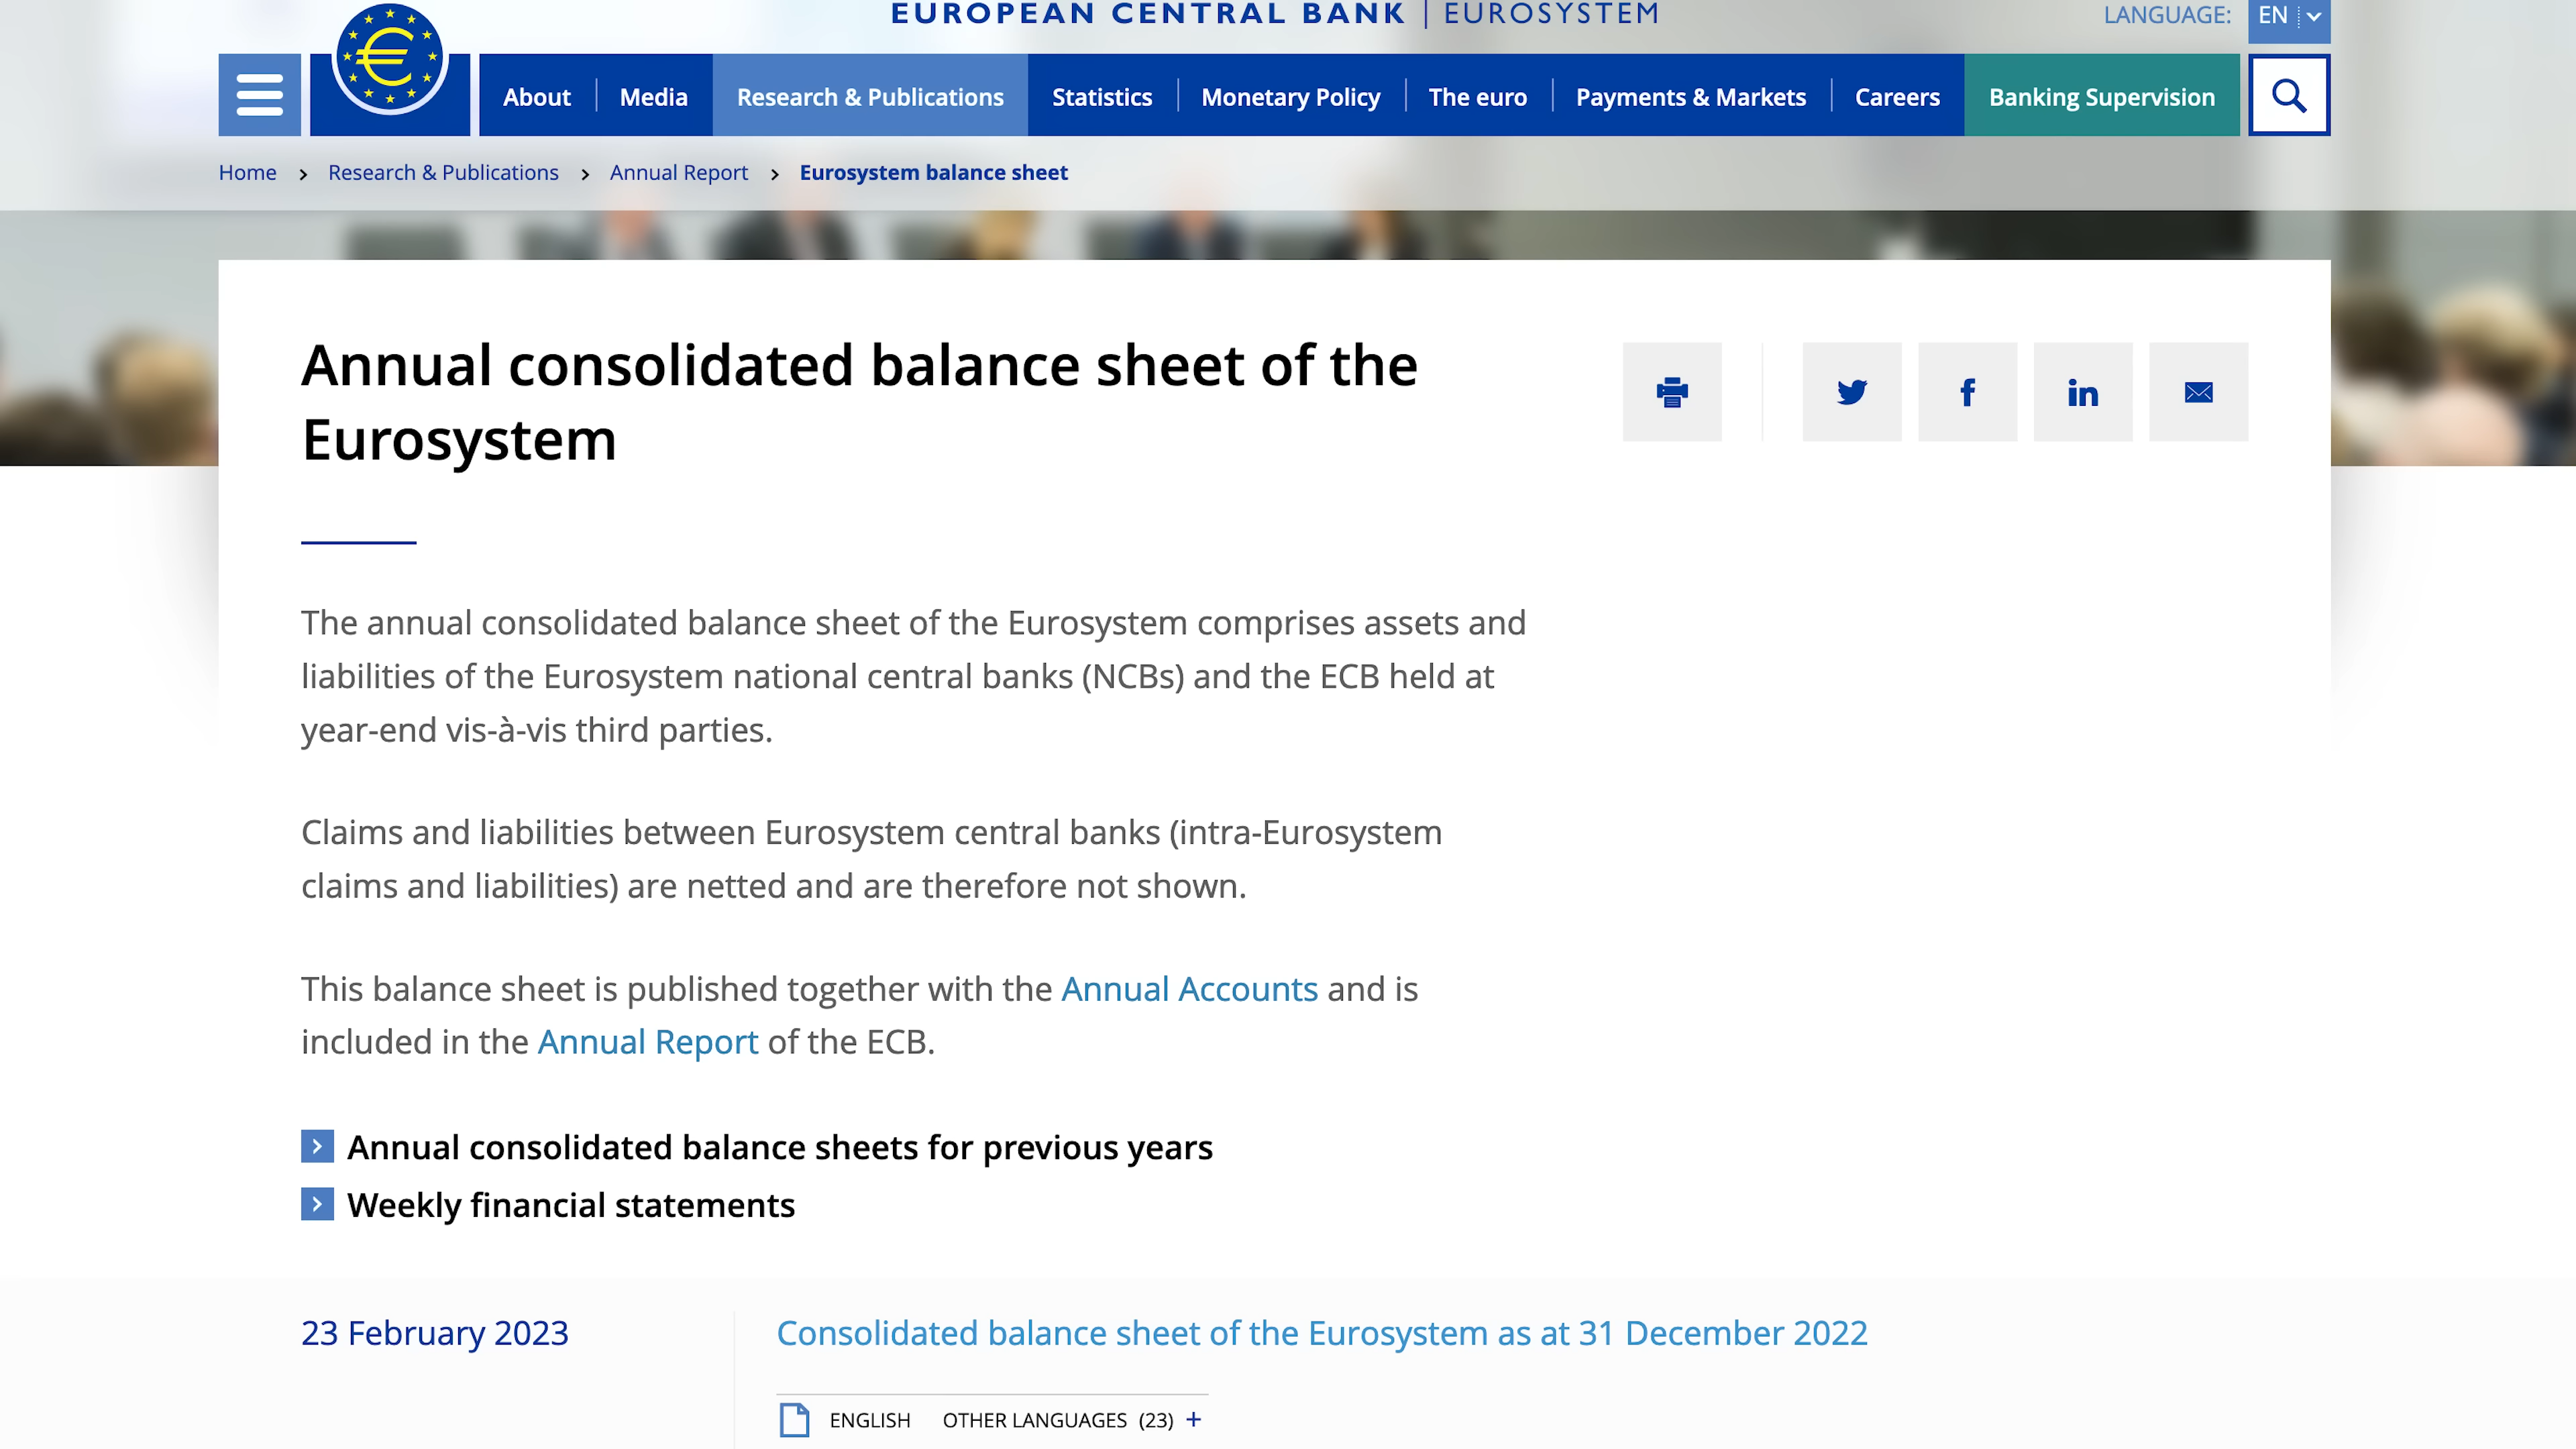 EUROPEAN CENTRAL BANK | EUROSYSTEM
LANGUAGE: EN
About
Media
Research & Publications
Statistics
Monetary Policy
The euro
Payments & Markets
Careers
Banking Supervision
Home > Research & Publications > Annual Report > Eurosystem balance sheet
Annual consolidated balance sheet of the
Eurosystem
The annual consolidated balance sheet of the Eurosystem comprises assets and
liabilities of the Eurosystem national central banks (NCBs) and the ECB held at
year-end vis-à-vis third parties.
Claims and liabilities between Eurosystem central banks (intra-Eurosystem
claims and liabilities) are netted and are therefore not shown.
This balance sheet is published together with the Annual Accounts and is
included in the Annual Report of the ECB.
Annual consolidated balance sheets for previous years
Weekly financial statements
23 February 2023
Consolidated balance sheet of the Eurosystem as at 31 December 2022
ENGLISH OTHER LANGUAGES (23) +